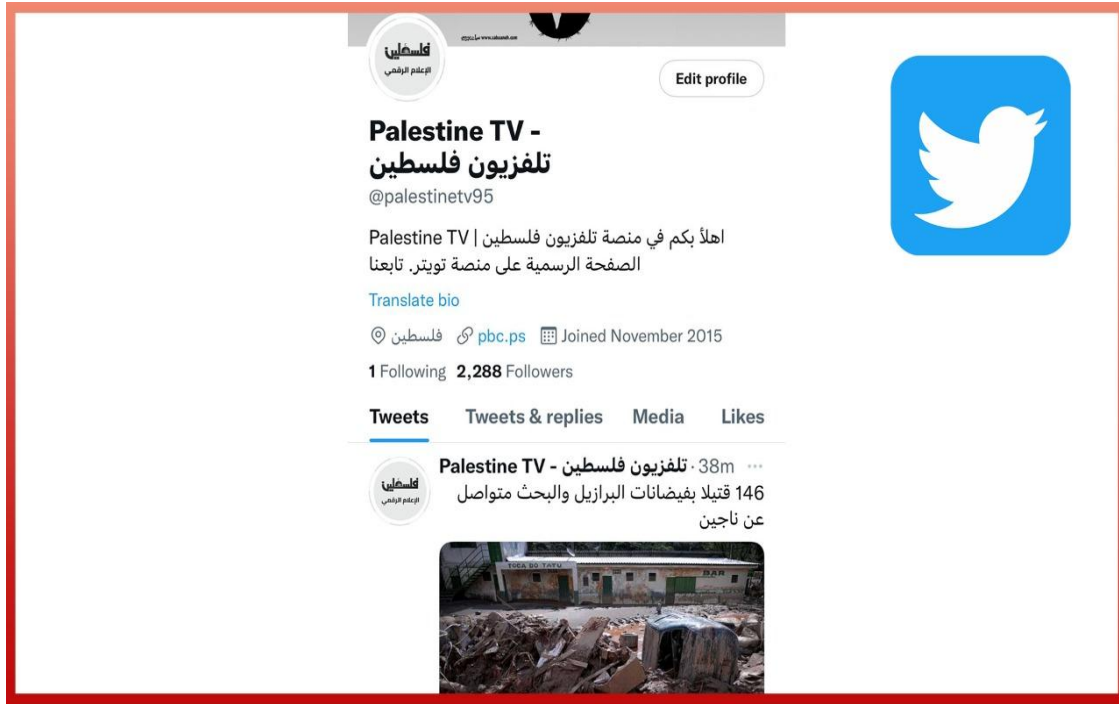 فلسطين
الإعلام الرقمي
Edit profile
Palestine TV -
تلفزيون فلسطين
@palestinetv95
اهلأ بكم في منصة تلفزيون فلسطين | Palestine TV
الصفحة الرسمية على منصة تويتر. تابعنا
Translate bio
فلسطين pbc.ps Joined November 2015
1 Following 2,288 Followers
Tweets Tweets & replies Media Likes
Palestine TV - تلفزيون فلسطين · 38m ...
فلسطين
الإعلام الرقمي
146 قتيلا بفيضانات البرازيل والبحث متواصل
عن ناجين
TOCA DO TATU
BAR